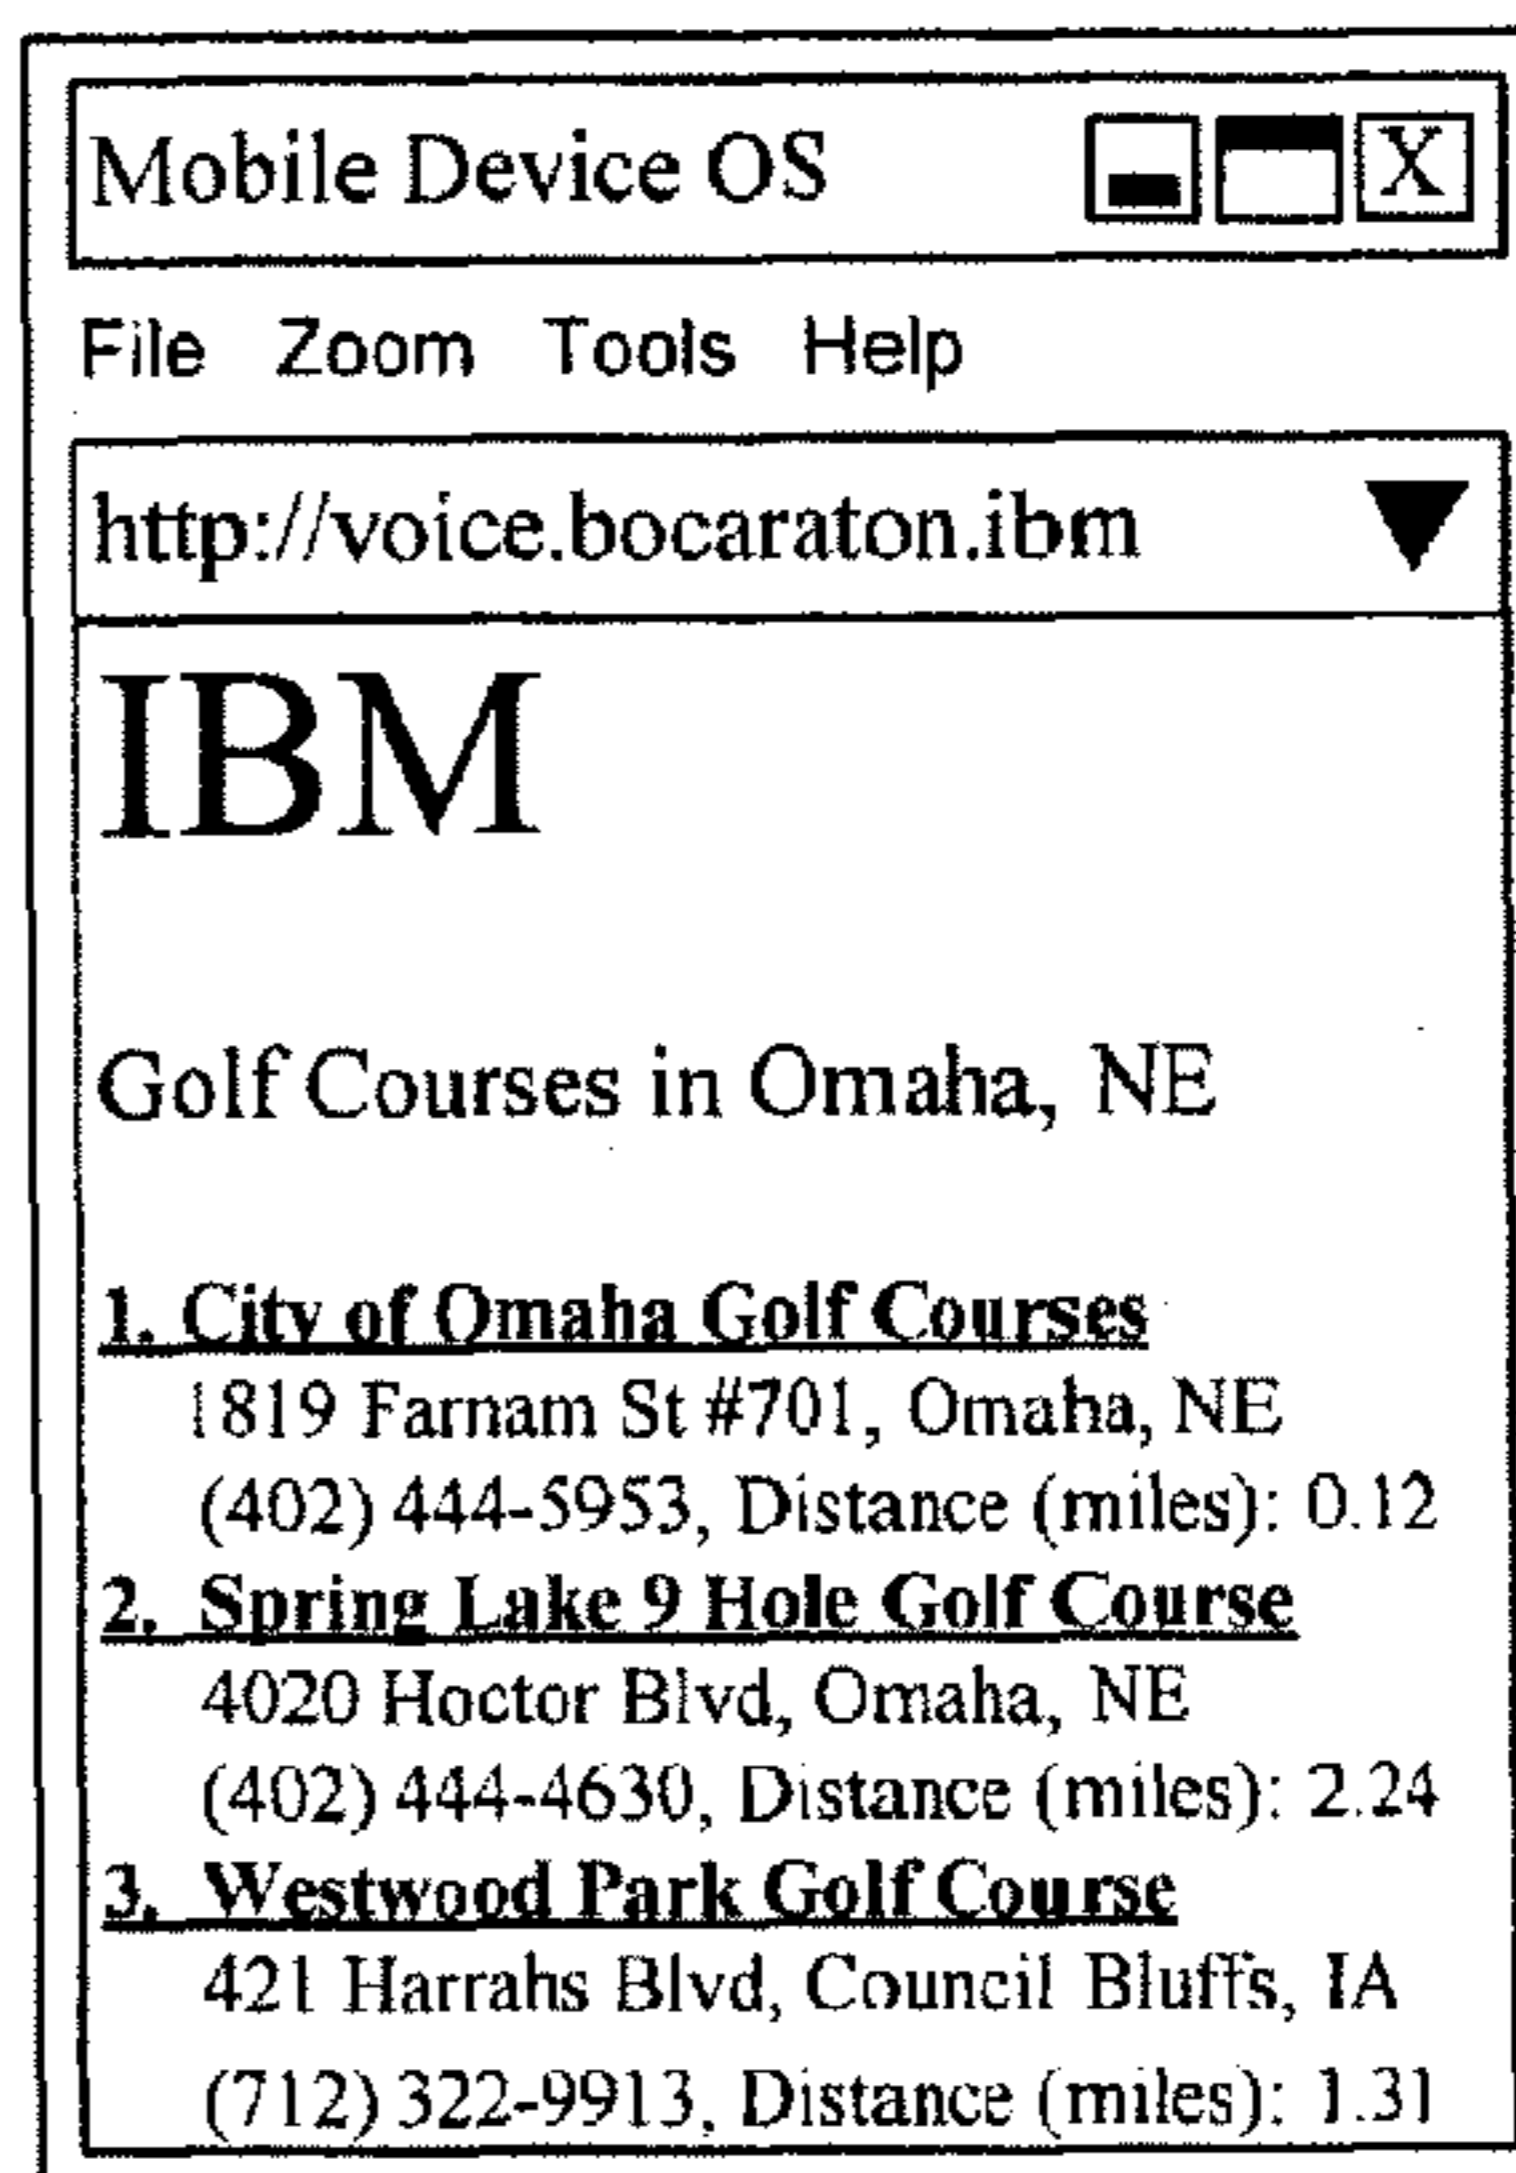 Mobile Device OS X
File Zoom Tools Help
http://voice.bocaraton.ibm
IBM
Golf Courses in Omaha, NE
1. City of Omaha Golf Courses
1819 Farnam St #701, Omaha, NE
(402) 444-5953, Distance (miles): 0.12
2. Spring Lake 9 Hole Golf Course
4020 Hoctor Blvd, Omaha, NE
(402) 444-4630, Distance (miles): 2.24
3. Westwood Park Golf Course
421 Harrahs Blvd, Council Bluffs, IA
(712) 322-9913, Distance (miles): 1.31